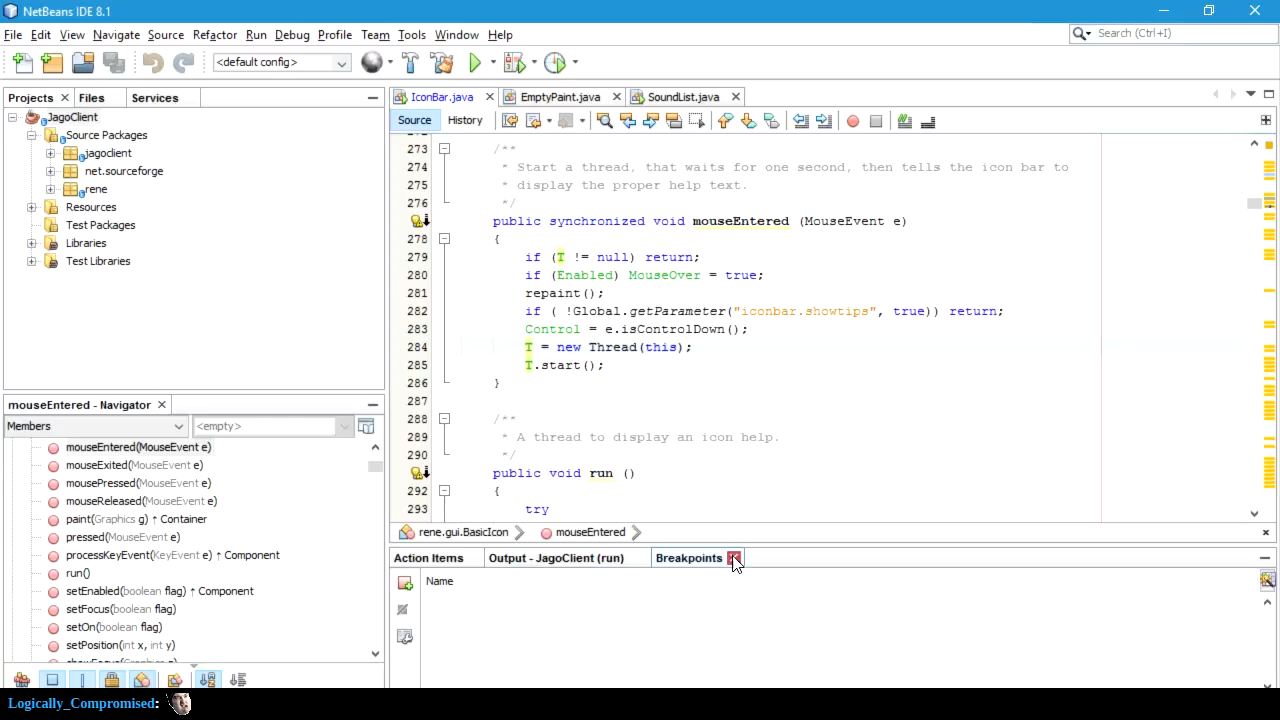 NetBeans IDE 8.1
File Edit View Navigate Source Refactor Run Debug Profile Team Tools Window Help
Search (Ctrl+I)
<default config>
Projects Files Services
JagoClient
Source Packages
jagoclient
net.sourceforge
rene
Resources
Test Packages
Libraries
Test Libraries
mouseEntered - Navigator
Members <empty>
mouseEntered(MouseEvent e)
mouseExited(MouseEvent e)
mousePressed(MouseEvent e)
mouseReleased(MouseEvent e)
paint(Graphics g) ↑ Container
pressed(MouseEvent e)
processKeyEvent(KeyEvent e) ↑ Component
run()
setEnabled(boolean flag) ↑ Component
setFocus(boolean flag)
setOn(boolean flag)
setPosition(int x, int y)
IconBar.java EmptyPaint.java SoundList.java
Source History
273 /**
274 * Start a thread, that waits for one second, then tells the icon bar to
275 * display the proper help text.
276 */
public synchronized void mouseEntered (MouseEvent e)
278 {
279 if (T != null) return;
280 if (Enabled) MouseOver = true;
281 repaint();
282 if ( !Global.getParameter("iconbar.showtips", true)) return;
283 Control = e.isControlDown();
284 T = new Thread(this);
285 T.start();
286 }
287
288 /**
289 * A thread to display an icon help.
290 */
public void run ()
292 {
293 try
rene.gui.BasicIcon mouseEntered
Action Items Output - JagoClient (run) Breakpoints
Name
Logically_Compromised: